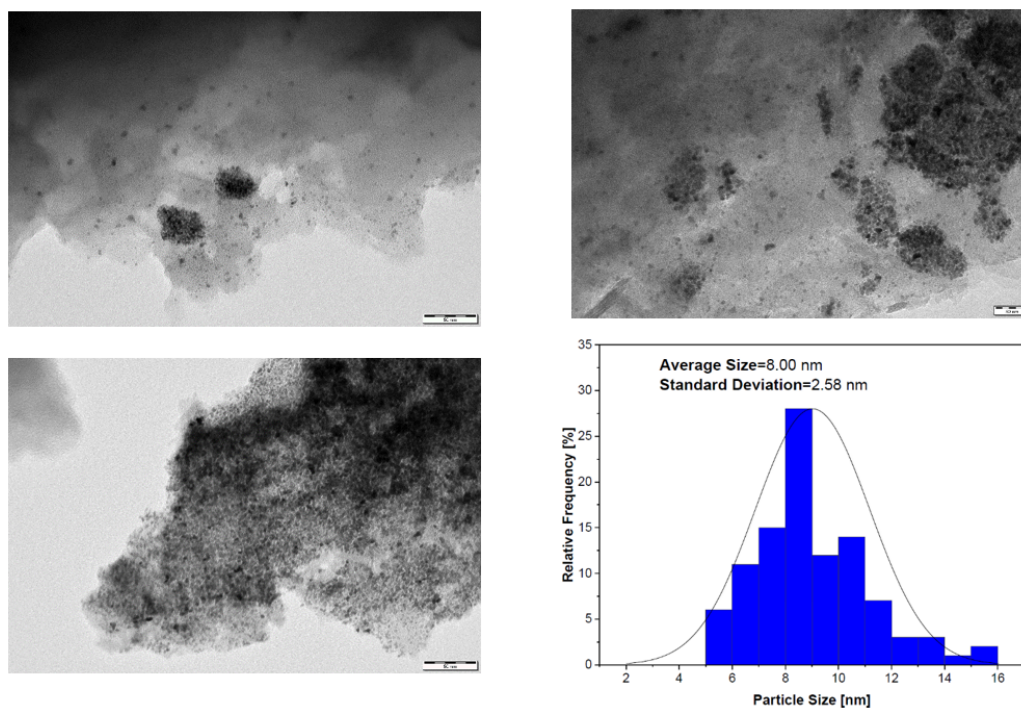 35
Average Size=8.00 nm
Standard Deviation=2.58 nm
30
25
20
15
10
5
0
Relative Frequency [%]
2 4 6 8 10 12 14 16
Particle Size [nm]